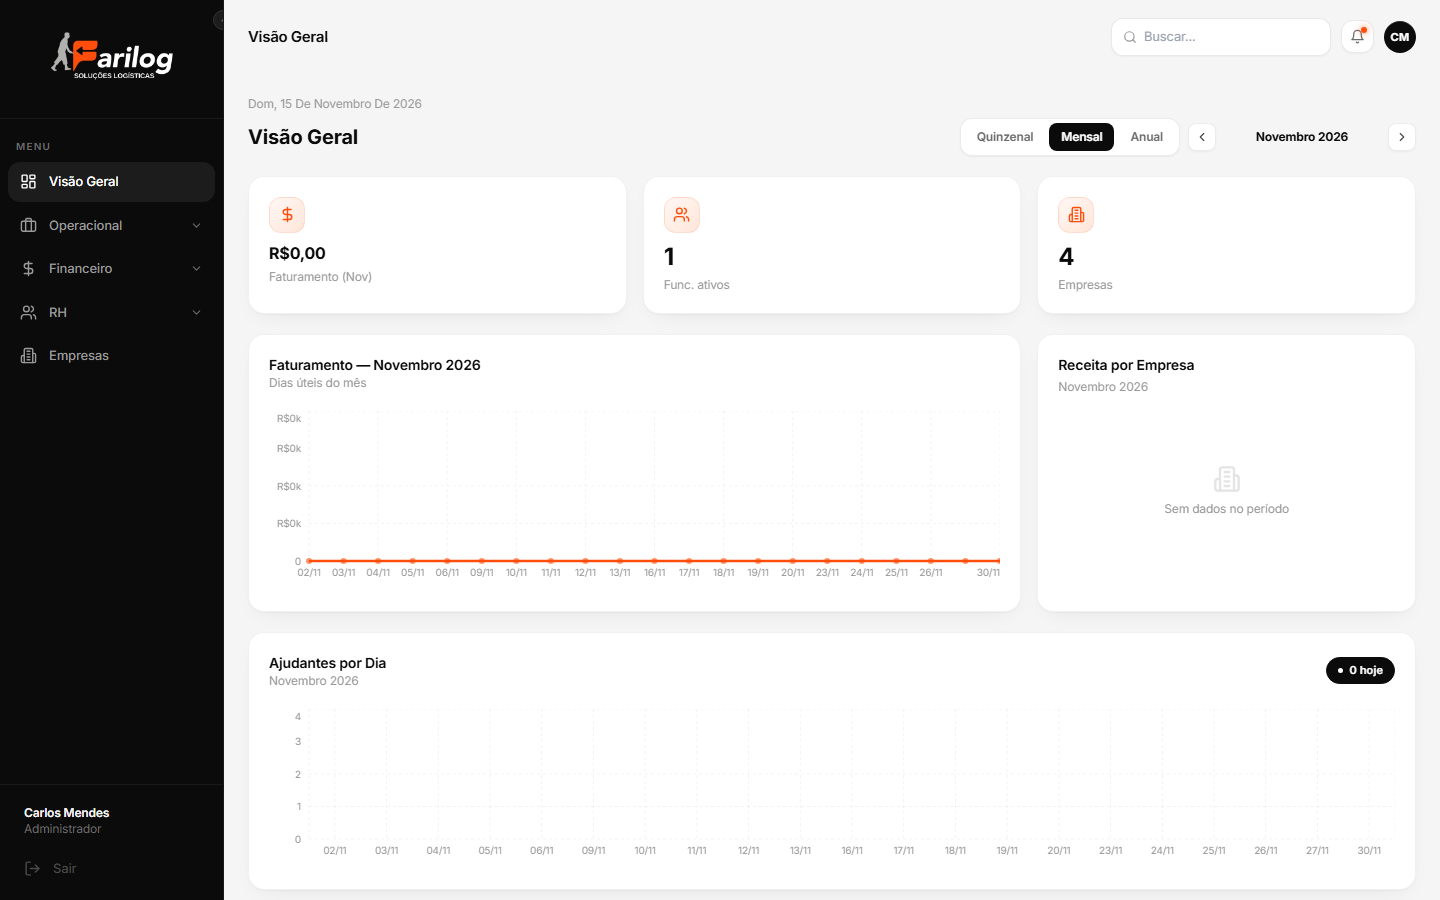 Farilog
SOLUÇÕES LOGÍSTICAS
MENU
Visão Geral
Operacional
Financeiro
RH
Empresas
Carlos Mendes
Administrador
Sair
Visão Geral
Buscar...
CM
Dom, 15 De Novembro De 2026
Visão Geral
Quinzenal
Mensal
Anual
Novembro 2026
R$0,00
Faturamento (Nov)
1
Func. ativos
4
Empresas
Faturamento — Novembro 2026
Dias úteis do mês
R$0k
R$0k
R$0k
R$0k
0
02/11 03/11 04/11 05/11 06/11 09/11 10/11 11/11 12/11 13/11 16/11 17/11 18/11 19/11 20/11 23/11 24/11 25/11 26/11 30/11
Receita por Empresa
Novembro 2026
Sem dados no período
Ajudantes por Dia
Novembro 2026
0 hoje
4
3
2
1
0
02/11 03/11 04/11 05/11 06/11 09/11 10/11 11/11 12/11 13/11 16/11 17/11 18/11 19/11 20/11 23/11 24/11 25/11 26/11 27/11 30/11